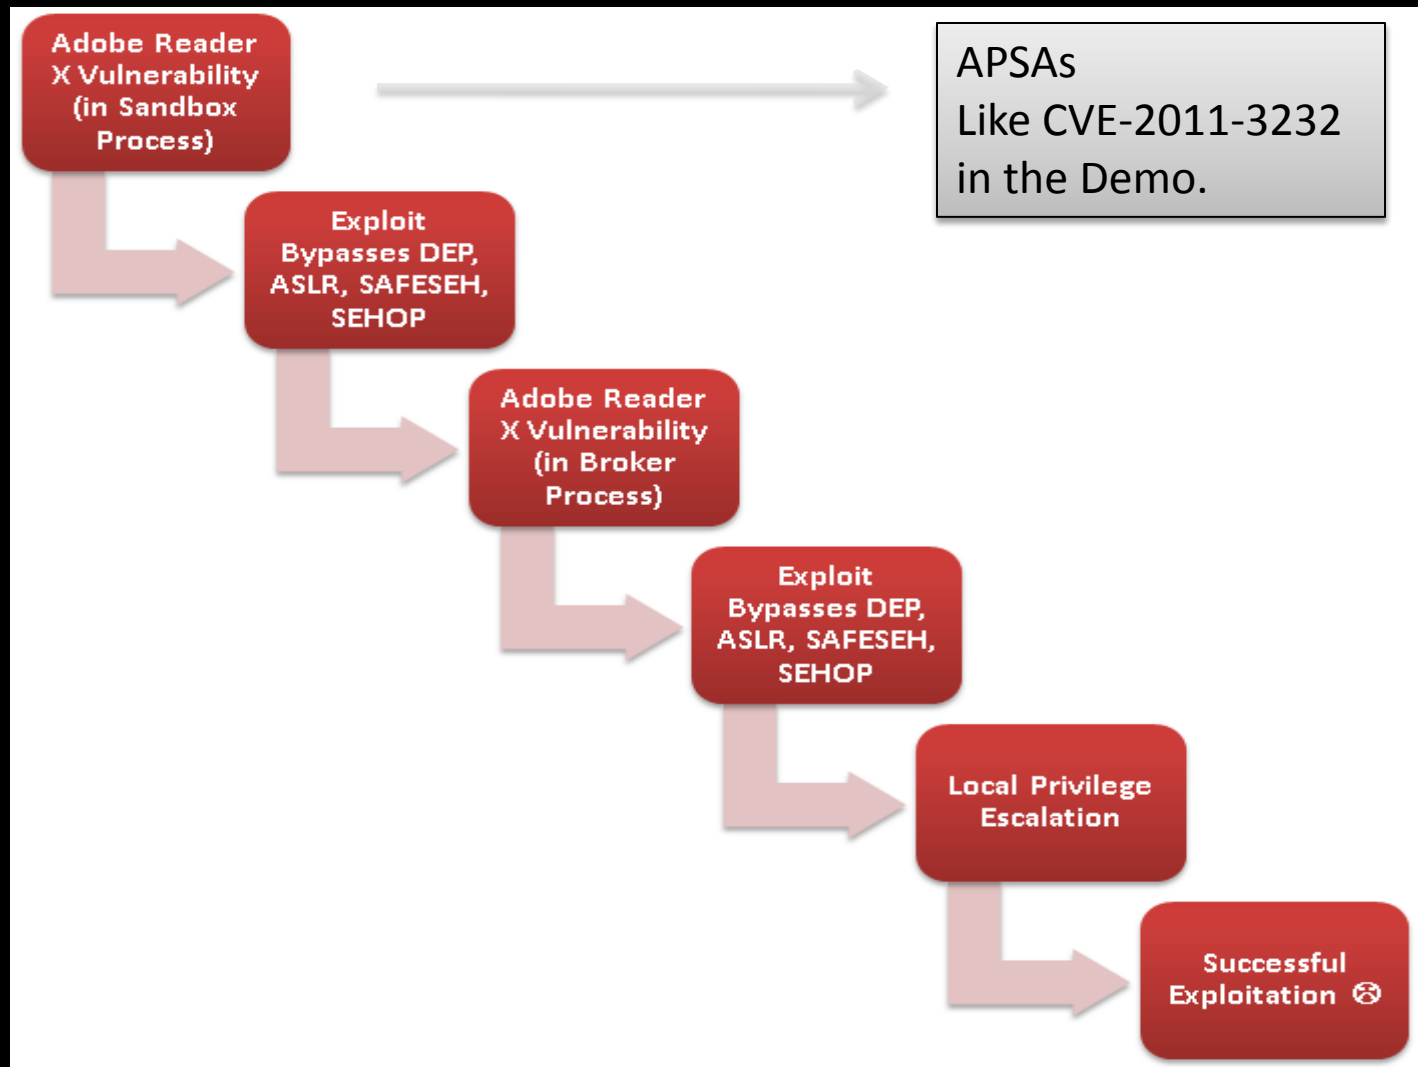 Adobe Reader
X Vulnerability
(in Sandbox
Process)
APSAs
Like CVE-2011-3232
in the Demo.
Exploit
Bypasses DEP,
ASLR, SAFESEH,
SEHOP
Adobe Reader
X Vulnerability
(in Broker
Process)
Exploit
Bypasses DEP,
ASLR, SAFESEH,
SEHOP
Local Privilege
Escalation
Successful
Exploitation ☹